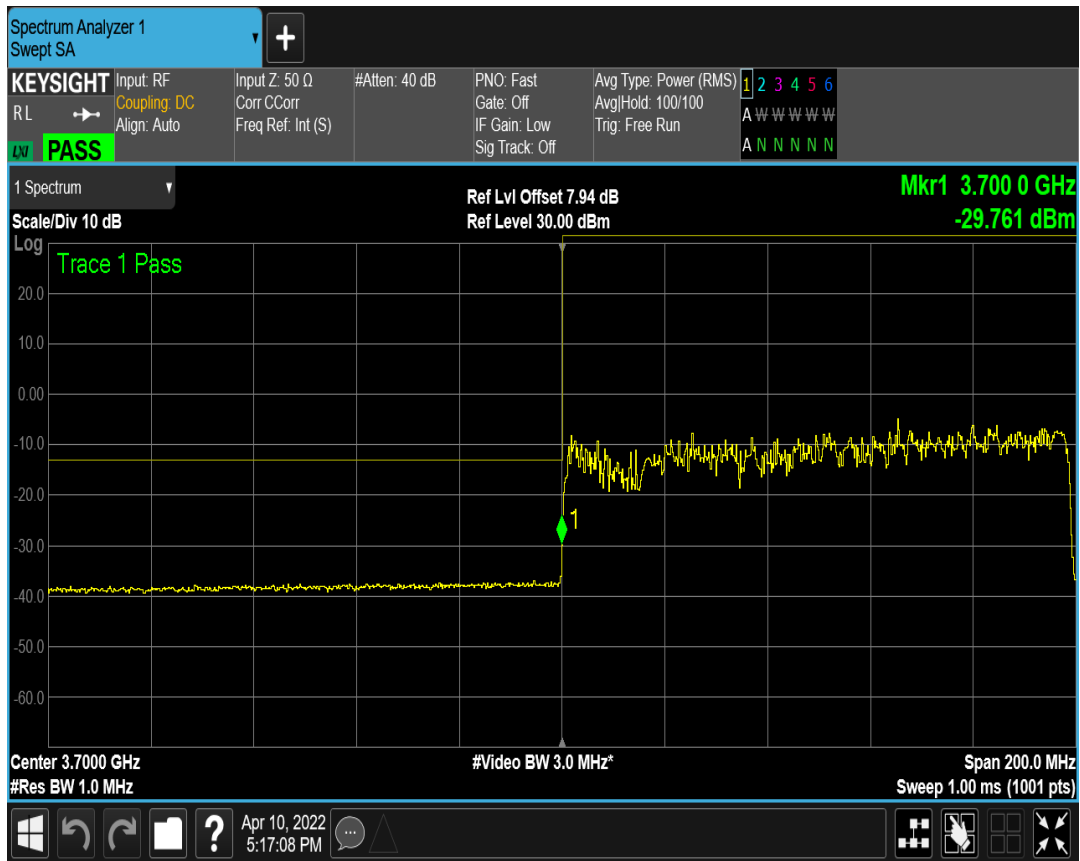 Spectrum Analyzer 1
Swept SA
+
KEYSIGHT
RL
LXI PASS
Input: RF
Coupling: DC
Align: Auto
Input Z: 50 Ω
Corr CCorr
Freq Ref: Int (S)
#Atten: 40 dB
PNO: Fast
Gate: Off
IF Gain: Low
Sig Track: Off
Avg Type: Power (RMS)
Avg|Hold: 100/100
Trig: Free Run
1 2 3 4 5 6
A W W W W W
A N N N N N
1 Spectrum
Scale/Div 10 dB
Ref Lvl Offset 7.94 dB
Ref Level 30.00 dBm
Mkr1 3.700 0 GHz
-29.761 dBm
Log
Trace 1 Pass
20.0
10.0
0.00
-10.0
-20.0
1
-30.0
-40.0
-50.0
-60.0
Center 3.7000 GHz
#Res BW 1.0 MHz
#Video BW 3.0 MHz*
Span 200.0 MHz
Sweep 1.00 ms (1001 pts)
?
Apr 10, 2022
5:17:08 PM